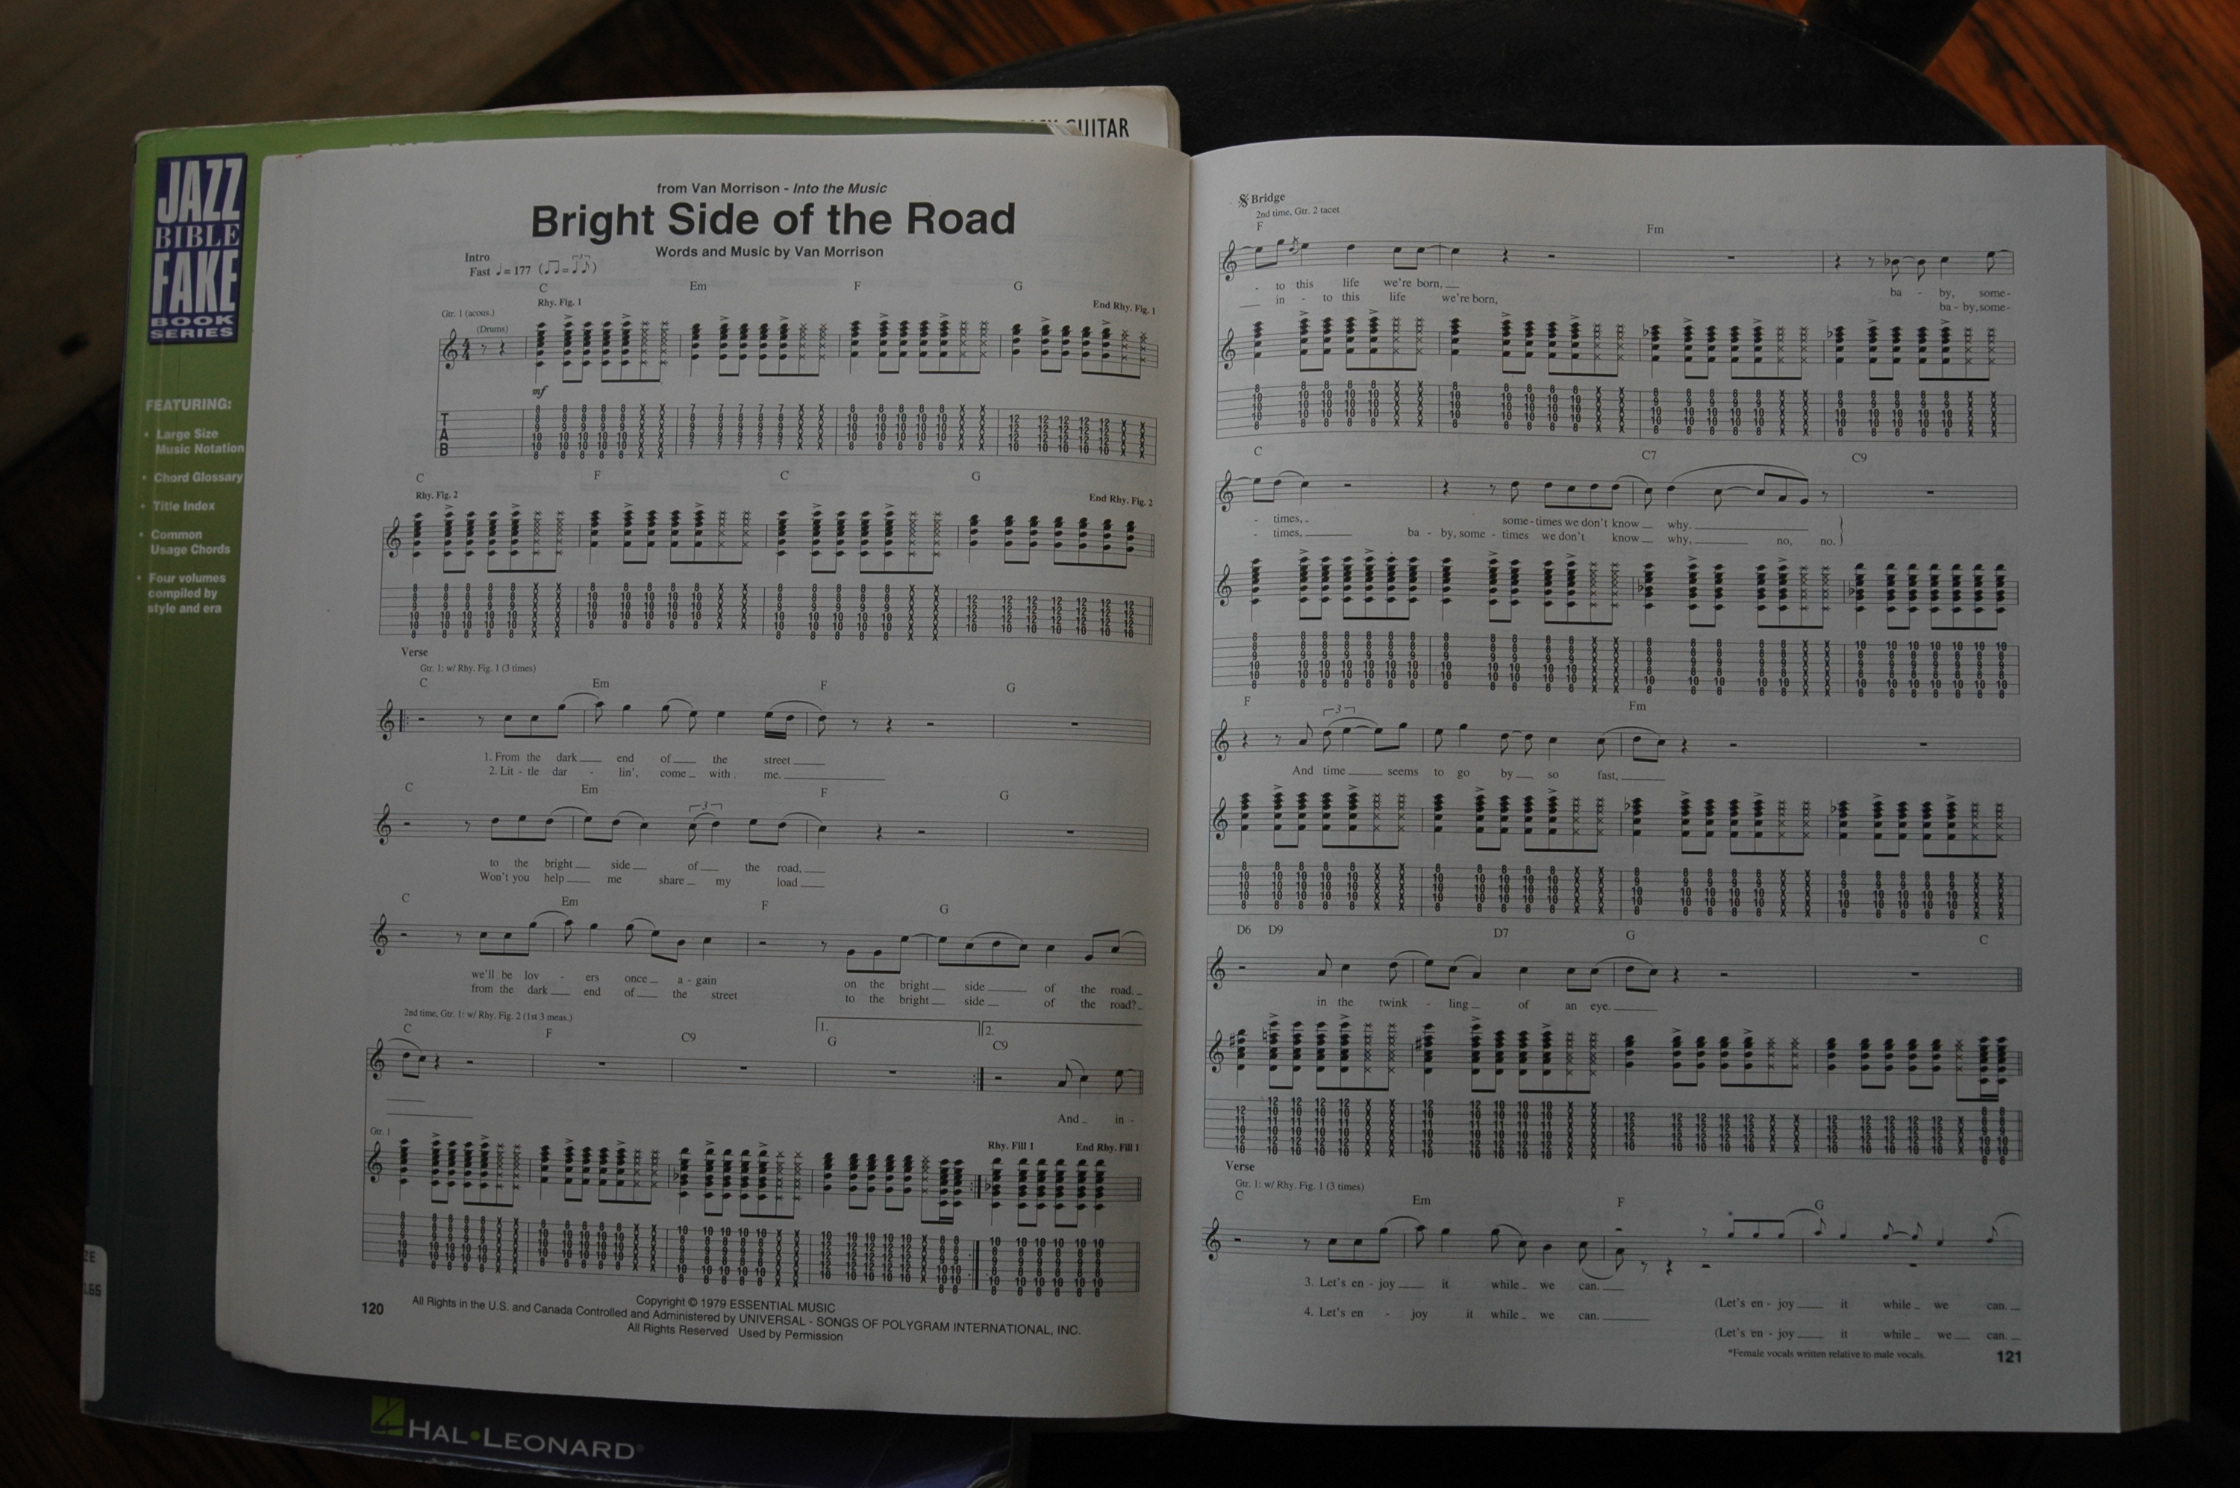 JAZZ
BIBLE
FAKE
BOOK
SERIES
FEATURING:
• Large Size
Music Notation
• Chord Glossary
• Title Index
• Common
Usage Chords
• Four volumes
compiled by
style and era
HAL•LEONARD®
GUITAR
from Van Morrison - Into the Music
Bright Side of the Road
Words and Music by Van Morrison
Intro
Fast ♩= 177
C Em F G
Rhy. Fig. 1 End Rhy. Fig. 1
Gtr. 1 (acous.)
(Drums)
mf
T
A
B
C F C G
Rhy. Fig. 2 End Rhy. Fig. 2
Verse
Gtr. 1: w/ Rhy. Fig. 1 (3 times)
C Em F G
1. From the dark end of the street
2. Lit - tle dar - lin', come with me.
C Em F G
3
to the bright side of the road,
Won't you help me share my load
C Em F G
we'll be lov - ers once a - gain on the bright side of the road.
from the dark end of the street to the bright side of the road?
2nd time, Gtr. 1: w/ Rhy. Fig. 2 (1st 3 meas.)
C F C9 1. G 2. C9
And in -
Gtr. 1
Rhy. Fill 1 End Rhy. Fill 1
Copyright © 1979 ESSENTIAL MUSIC
All Rights in the U.S. and Canada Controlled and Administered by UNIVERSAL - SONGS OF POLYGRAM INTERNATIONAL, INC.
All Rights Reserved Used by Permission
120
Bridge
2nd time, Gtr. 2 tacet
F Fm
- to this life we're born, ba - by, some-
in - to this life we're born, ba - by, some-
C C7 C9
- times, some - times we don't know why.
- times, ba - by, some - times we don't know why, no, no.
F Fm
3
And time seems to go by so fast,
D6 D9 D7 G C
in the twink - ling of an eye.
Verse
Gtr. 1: w/ Rhy. Fig. 1 (3 times)
C Em F G
3. Let's en - joy it while we can. (Let's en - joy it while we can.
4. Let's en - joy it while we can. (Let's en - joy it while we can.
*Female vocals written relative to male vocals.
121